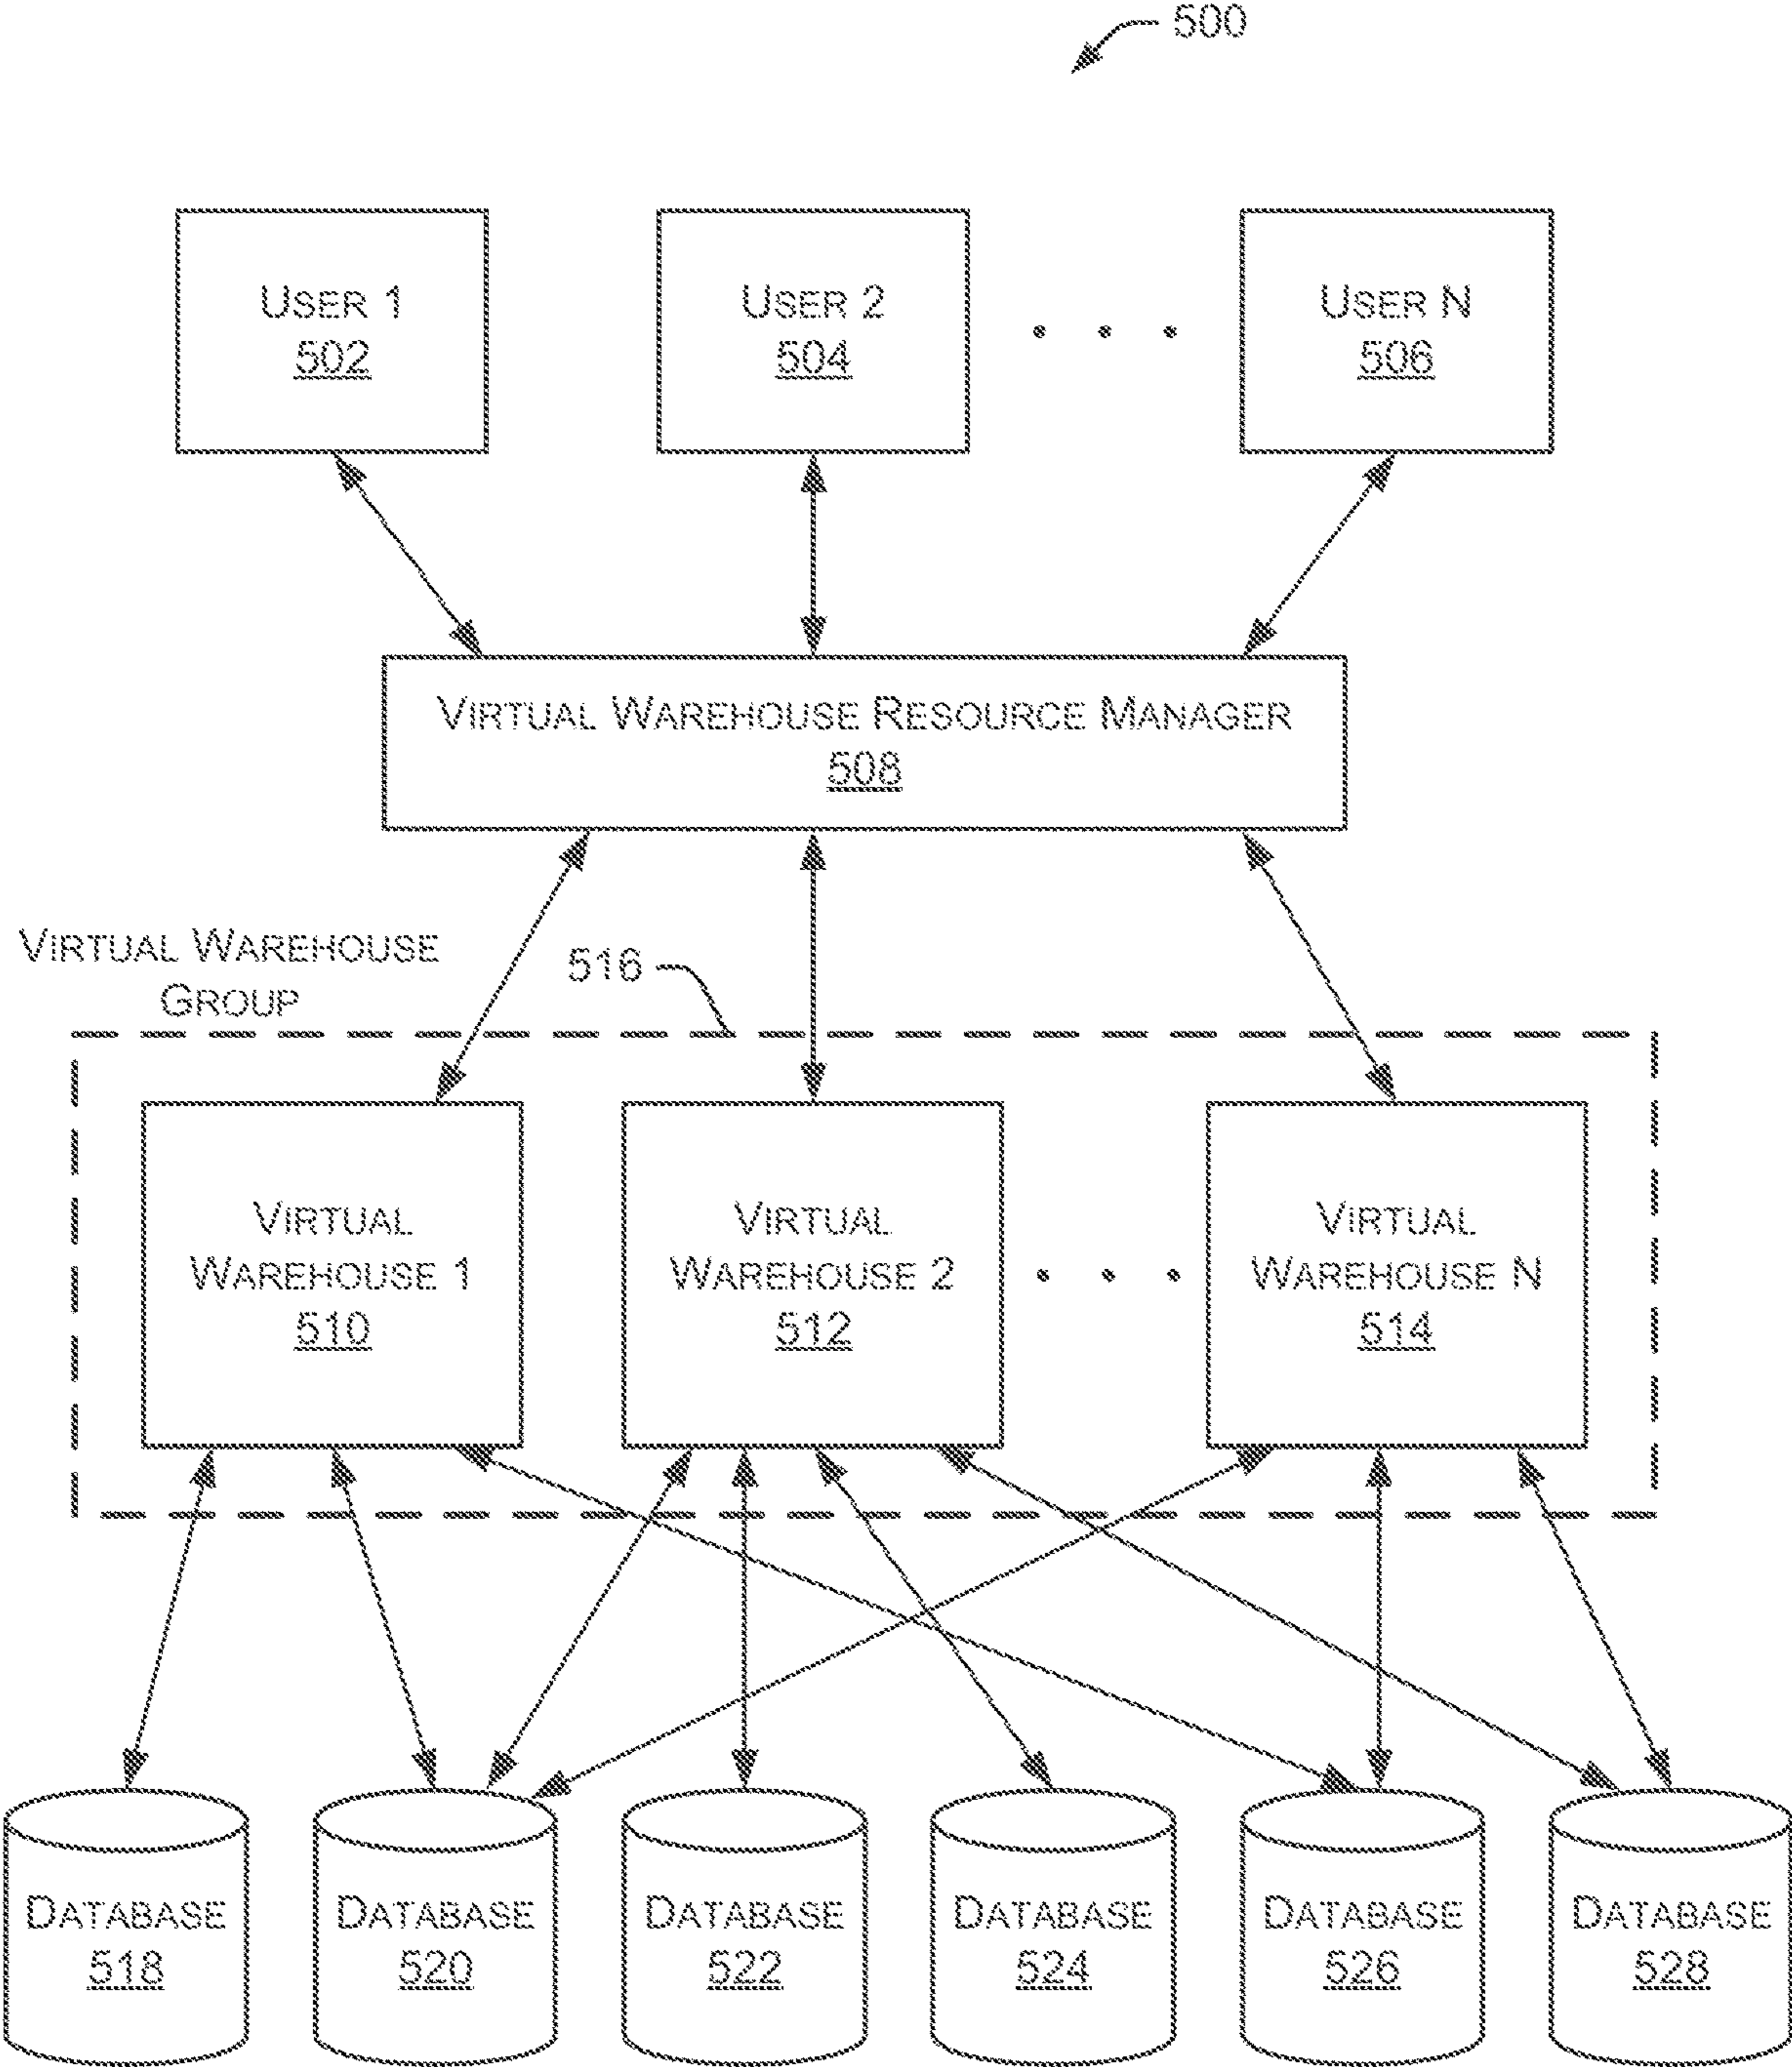 500
USER 1
502
USER 2
504
. . .
USER N
506
VIRTUAL WAREHOUSE RESOURCE MANAGER
508
VIRTUAL WAREHOUSE
GROUP
516
VIRTUAL
WAREHOUSE 1
510
VIRTUAL
WAREHOUSE 2
512
. . .
VIRTUAL
WAREHOUSE N
514
DATABASE
518
DATABASE
520
DATABASE
522
DATABASE
524
DATABASE
526
DATABASE
528